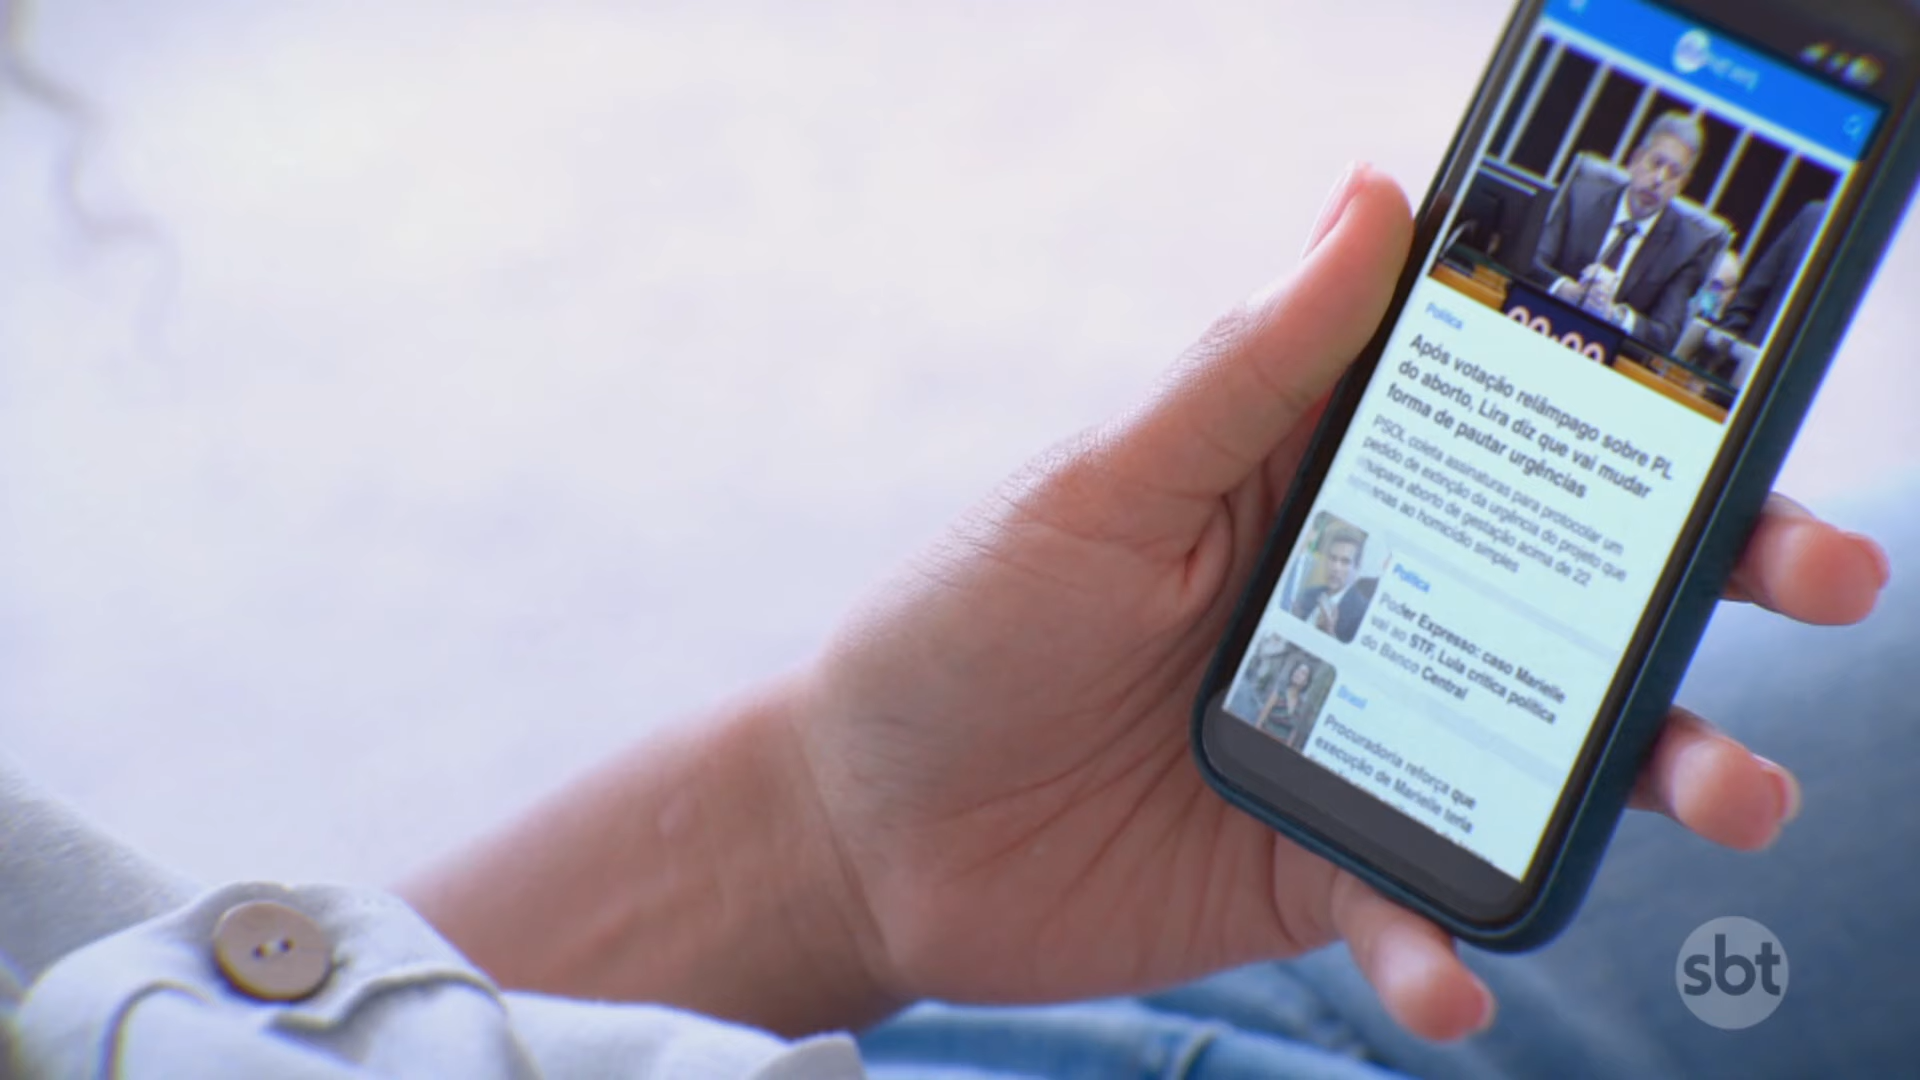 NEWS
00:00
Política
Após votação relâmpago sobre PL
do aborto, Lira diz que vai mudar
forma de pautar urgências
PSOL coleta assinaturas para protocolar um
pedido de extinção da urgência do projeto que
aborto de gestação acima de 22
ao homicídio simples
Política
Poder Expresso: caso Marielle
vai ao STF, Lula critica política
do Banco Central
Brasil
Procuradoria reforça que
execução de Marielle teria
sbt